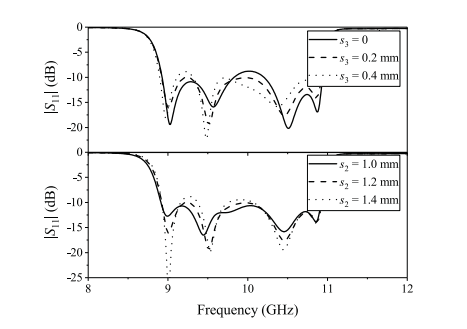 0
-5
-10
-15
-20
|S₁₁| (dB)
s₃ = 0
s₃ = 0.2 mm
s₃ = 0.4 mm
0
-5
-10
-15
-20
-25
|S₁₁| (dB)
s₂ = 1.0 mm
s₂ = 1.2 mm
s₂ = 1.4 mm
8 9 10 11 12
Frequency (GHz)